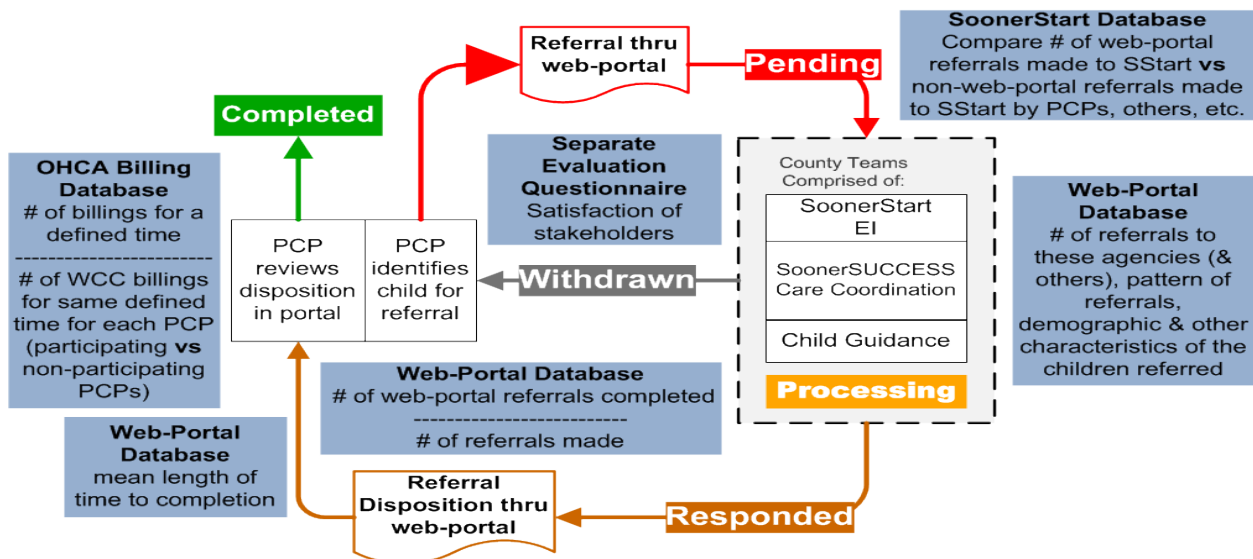 Referral thru
web-portal
Pending
SoonerStart Database
Compare # of web-portal
referrals made to SStart vs
non-web-portal referrals made
to SStart by PCPs, others, etc.
Completed
OHCA Billing
Database
# of billings for a
defined time
-------------------------
# of WCC billings
for same defined
time for each PCP
(participating vs
non-participating
PCPs)
Separate
Evaluation
Questionnaire
Satisfaction of
stakeholders
PCP
reviews
disposition
in portal
PCP
identifies
child for
referral
Withdrawn
County Teams
Comprised of:
SoonerStart
EI
SoonerSUCCESS
Care Coordination
Child Guidance
Processing
Web-Portal
Database
# of referrals to
these agencies (&
others), pattern of
referrals,
demographic & other
characteristics of the
children referred
Web-Portal Database
# of web-portal referrals completed
--------------------------
# of referrals made
Web-Portal
Database
mean length of
time to completion
Referral
Disposition thru
web-portal
Responded